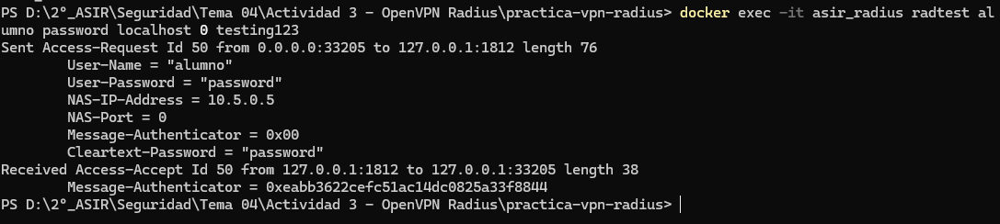 PS D:\2°_ASIR\Seguridad\Tema 04\Actividad 3 - OpenVPN Radius\practica-vpn-radius> docker exec -it asir_radius radtest al
umno password localhost 0 testing123
Sent Access-Request Id 50 from 0.0.0.0:33205 to 127.0.0.1:1812 length 76
        User-Name = "alumno"
        User-Password = "password"
        NAS-IP-Address = 10.5.0.5
        NAS-Port = 0
        Message-Authenticator = 0x00
        Cleartext-Password = "password"
Received Access-Accept Id 50 from 127.0.0.1:1812 to 127.0.0.1:33205 length 38
        Message-Authenticator = 0xeabb3622cefc51ac14dc0825a33f8844
PS D:\2°_ASIR\Seguridad\Tema 04\Actividad 3 - OpenVPN Radius\practica-vpn-radius>